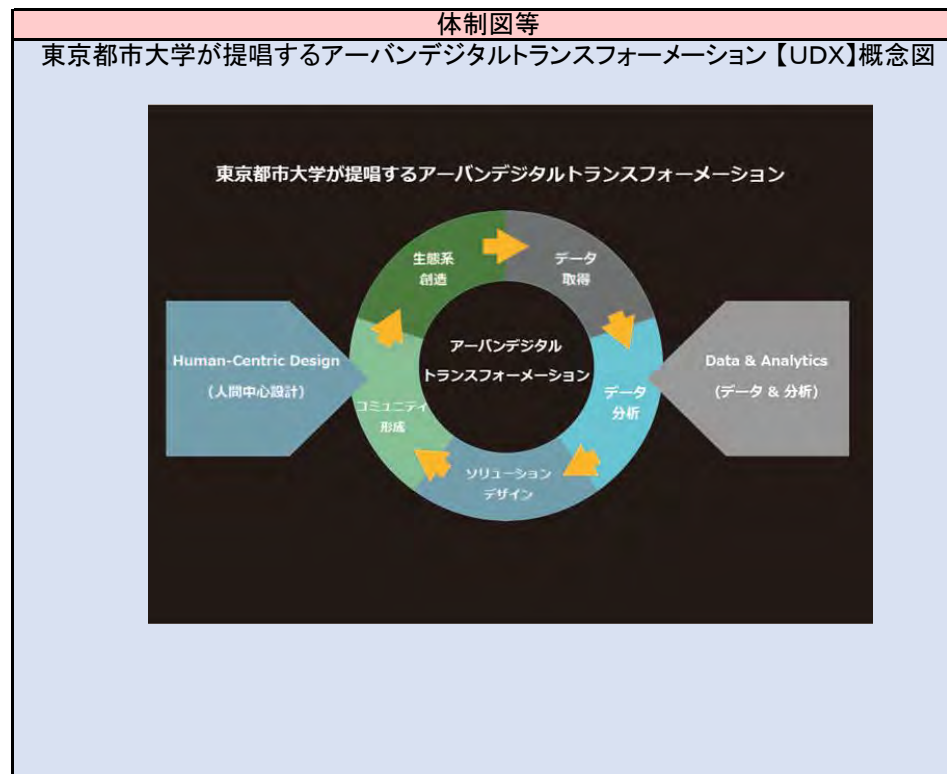 体制図等
東京都市大学が提唱するアーバンデジタルトランスフォーメーション【UDX】概念図
東京都市大学が提唱するアーバンデジタルトランスフォーメーション
生態系
創造
データ
取得
アーバンデジタル
トランスフォーメーション
Human-Centric Design
(人間中心設計)
Data & Analytics
(データ & 分析)
コミュニティ
形成
データ
分析
ソリューション
デザイン